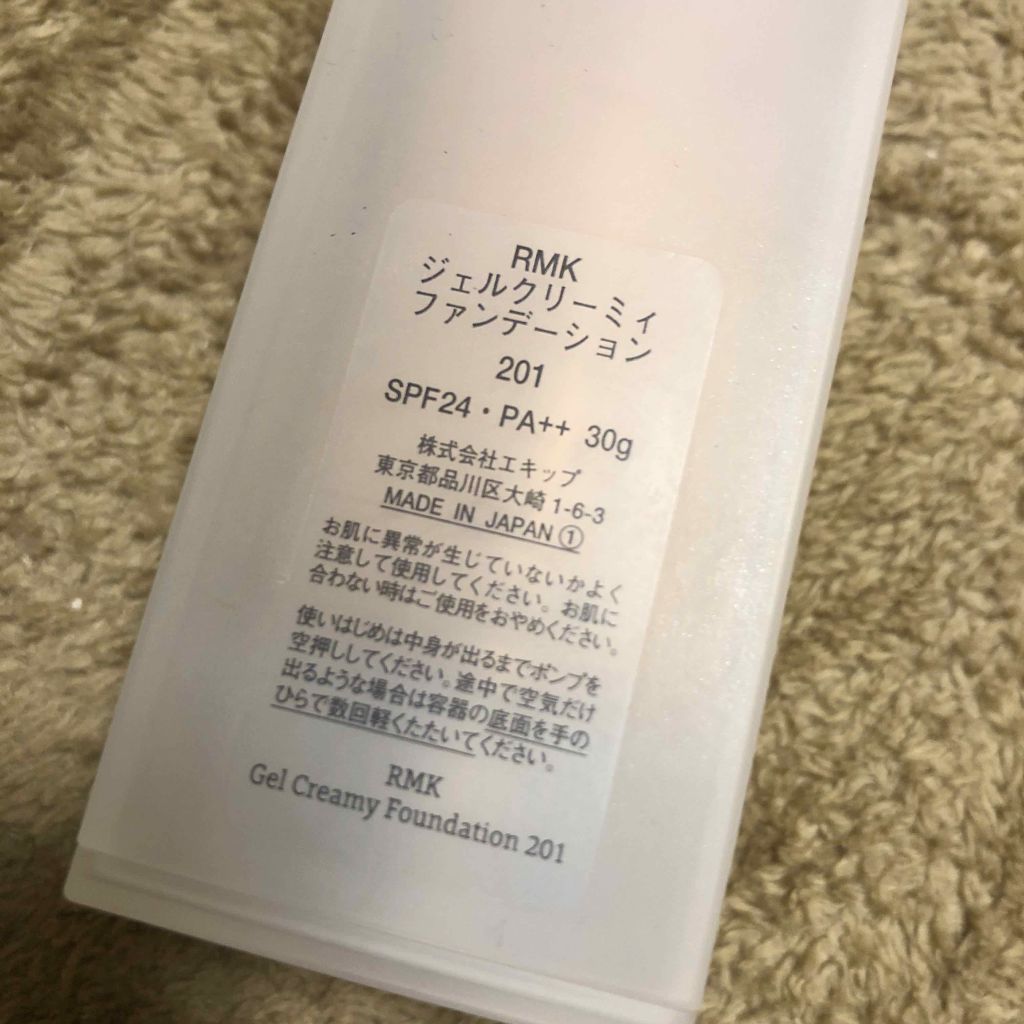 RMK
ジェルクリーミィ
ファンデーション
201
SPF24・PA++ 30g
株式会社エキップ
東京都品川区大崎1-6-3
MADE IN JAPAN ①
お肌に異常が生じていないかよく
注意して使用してください。お肌に
合わない時はご使用をおやめください。
使いはじめは中身が出るまでポンプを
空押ししてください。途中で空気だけ
出るような場合は容器の底面を手の
ひらで数回軽くたたいてください。
RMK
Gel Creamy Foundation 201